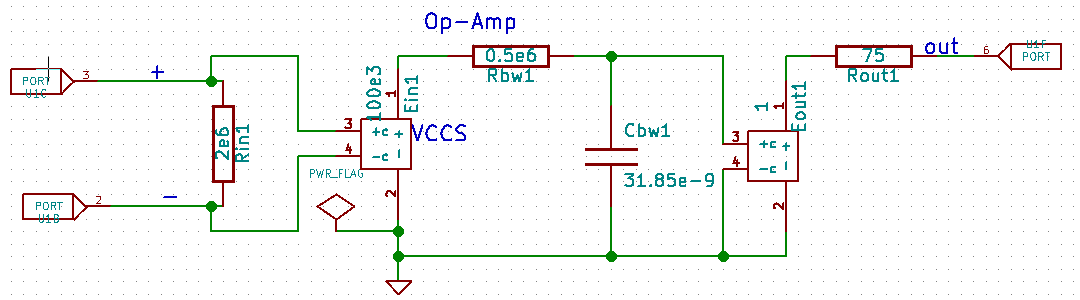 Op-Amp
PORT
U1C
3
+
2e6
Rin1
PORT
U1B
2
-
100e3
Ein1
1
3
4
+c +
-c -
2
VCCS
PWR_FLAG
0.5e6
Rbw1
Cbw1
31.85e-9
1
Eout1
1
3
4
+c +
-c -
2
75
Rout1
out
6
U1F
PORT